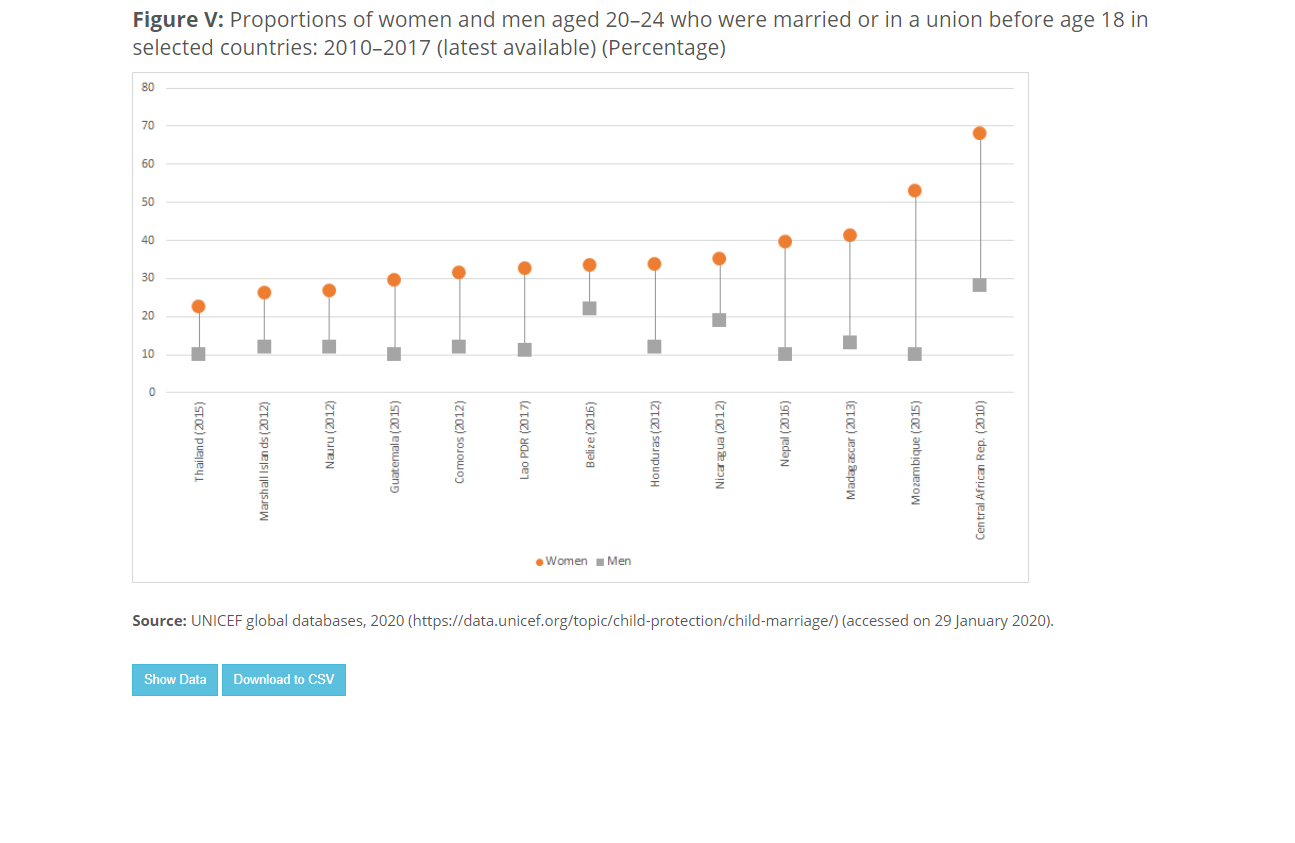 Figure V: Proportions of women and men aged 20–24 who were married or in a union before age 18 in
selected countries: 2010–2017 (latest available) (Percentage)
80
70
60
50
40
30
20
10
0
Thailand (2015)
Marshall Islands (2012)
Nauru (2012)
Guatemala (2015)
Comoros (2012)
Lao PDR (2017)
Belize (2016)
Honduras (2012)
Nicaragua (2012)
Nepal (2016)
Madagascar (2013)
Mozambique (2015)
Central African Rep. (2010)
Women Men
Source: UNICEF global databases, 2020 (https://data.unicef.org/topic/child-protection/child-marriage/) (accessed on 29 January 2020).
Show Data Download to CSV